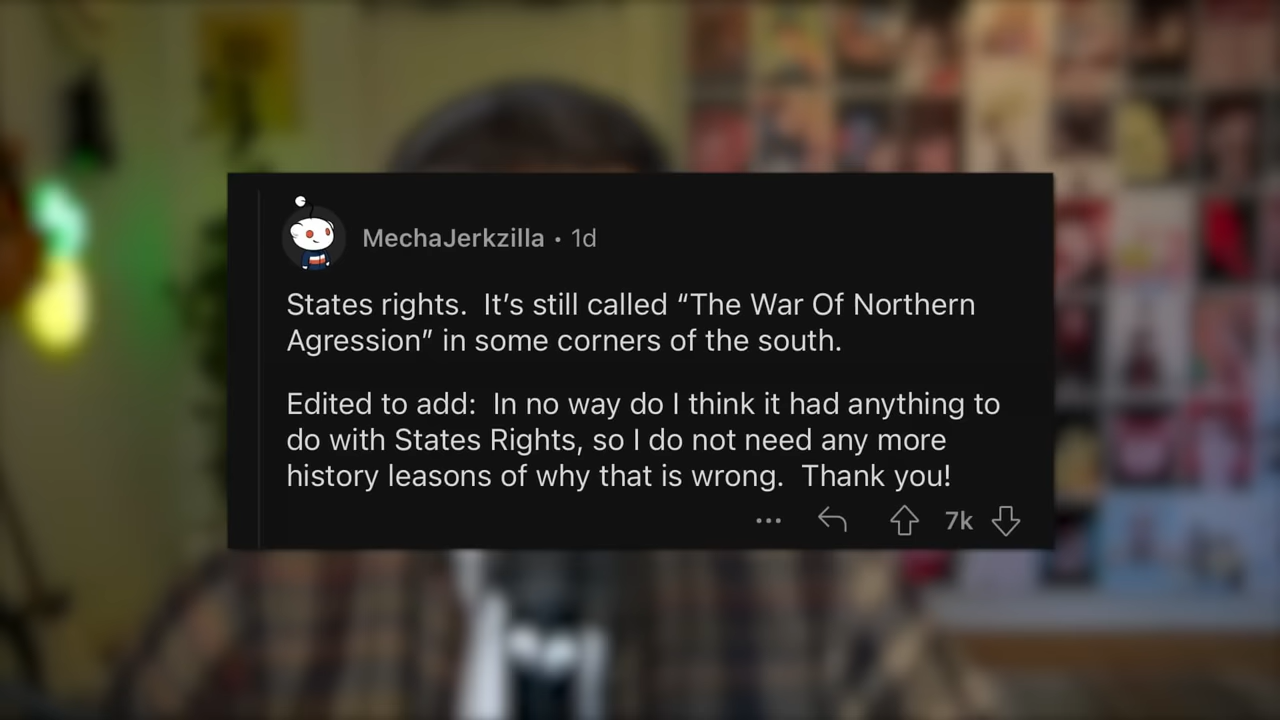 MechaJerkzilla • 1d
States rights.  It’s still called “The War Of Northern
Agression” in some corners of the south.
Edited to add:  In no way do I think it had anything to
do with States Rights, so I do not need any more
history leasons of why that is wrong.  Thank you!
7k